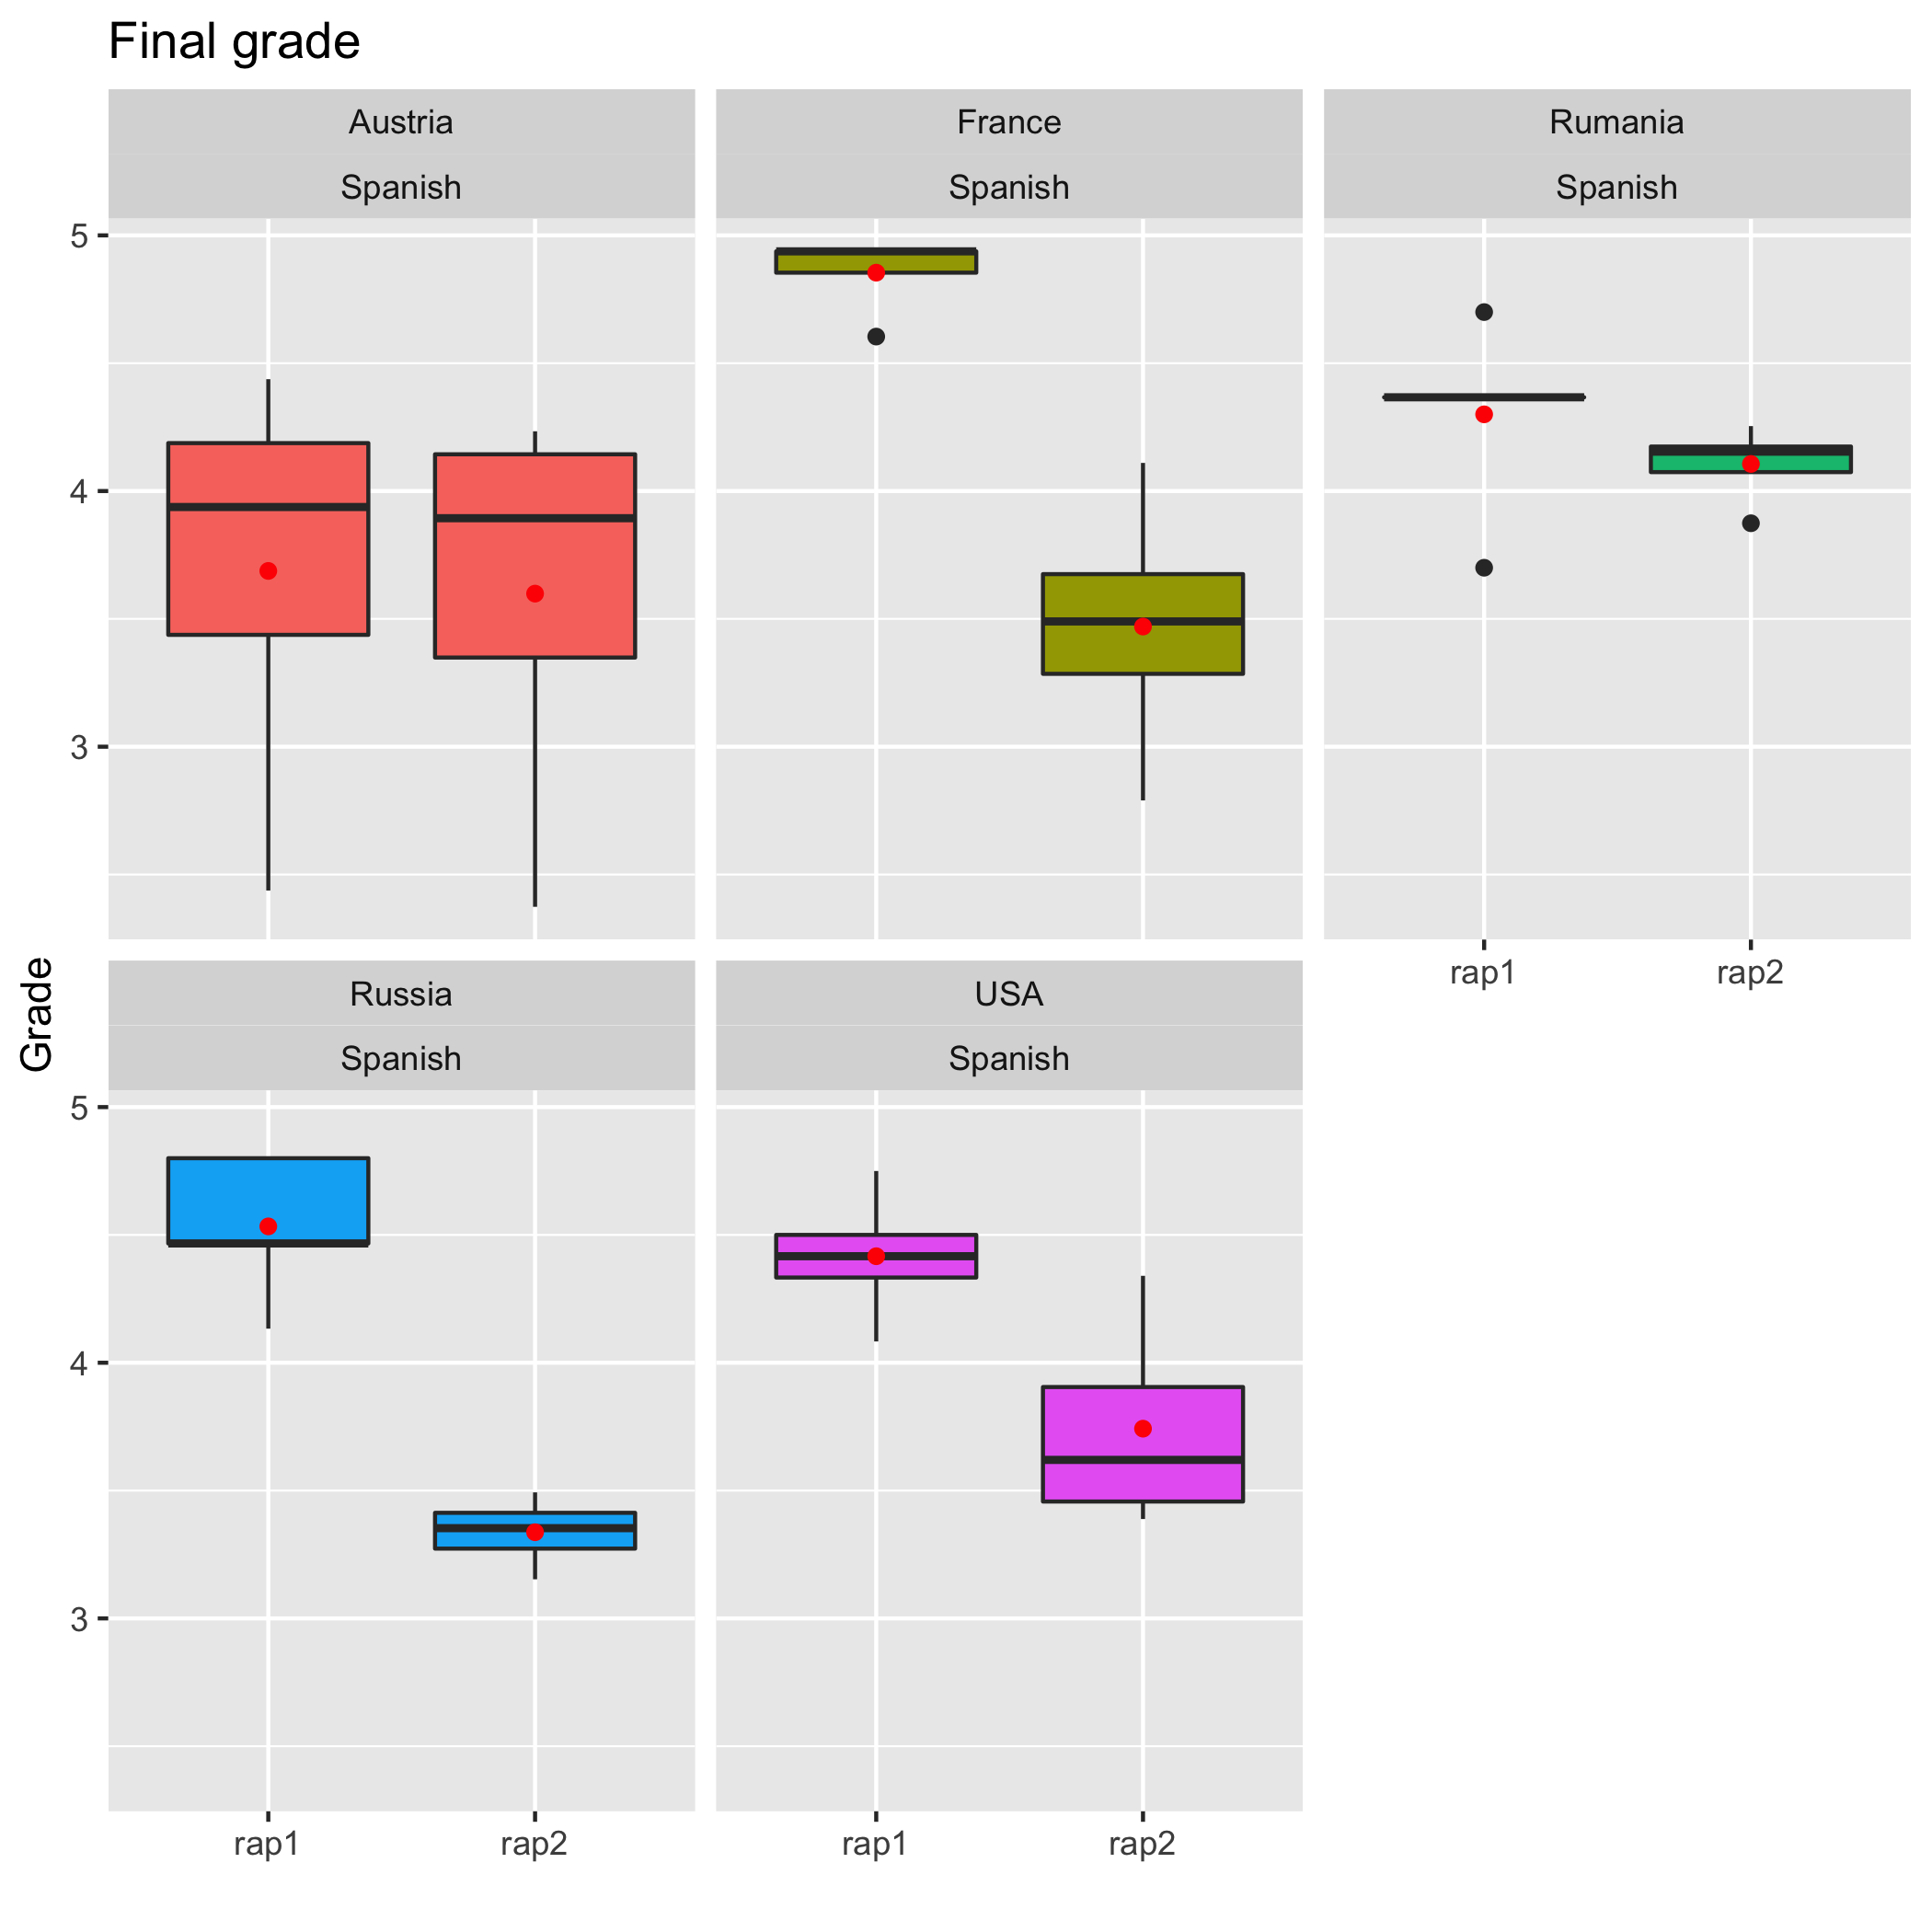 Final grade
Austria
Spanish
France
Spanish
Rumania
Spanish
5
4
3
rap1
rap2
Grade
Russia
Spanish
USA
Spanish
5
4
3
rap1
rap2
rap1
rap2